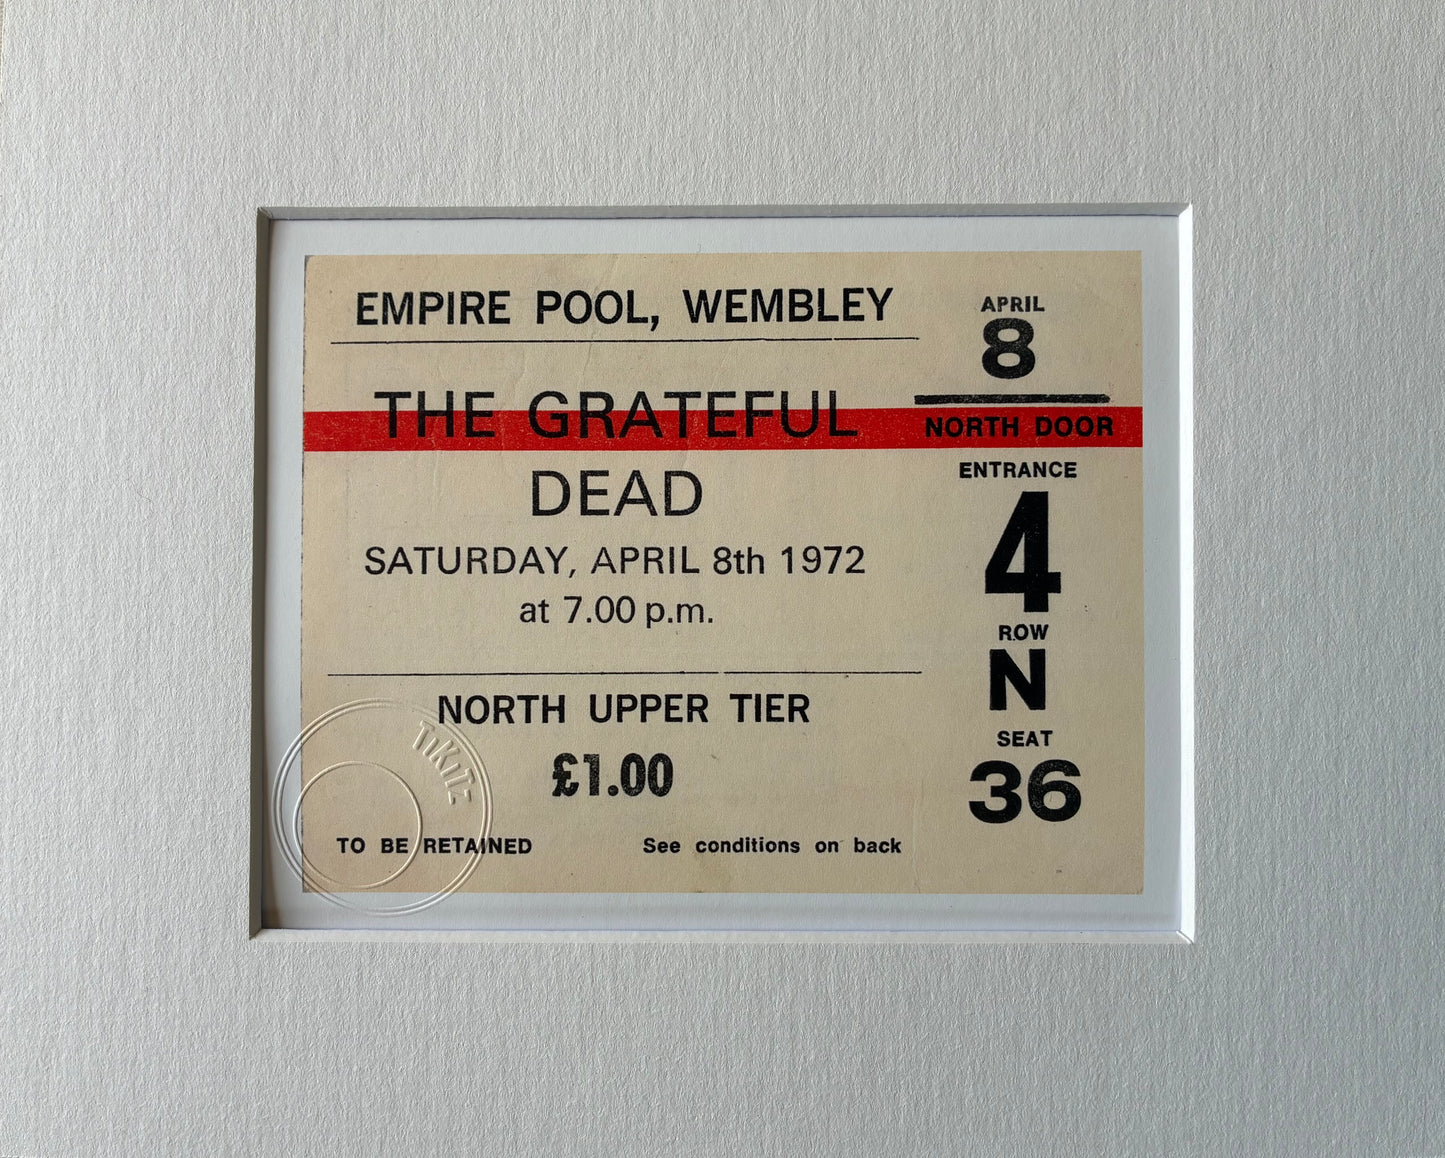 EMPIRE POOL, WEMBLEY
THE GRATEFUL
DEAD
SATURDAY, APRIL 8th 1972
at 7.00 p.m.
NORTH UPPER TIER
£1.00
TO BE RETAINED
See conditions on back
APRIL
8
NORTH DOOR
ENTRANCE
4
ROW
N
SEAT
36
TiKiTZ